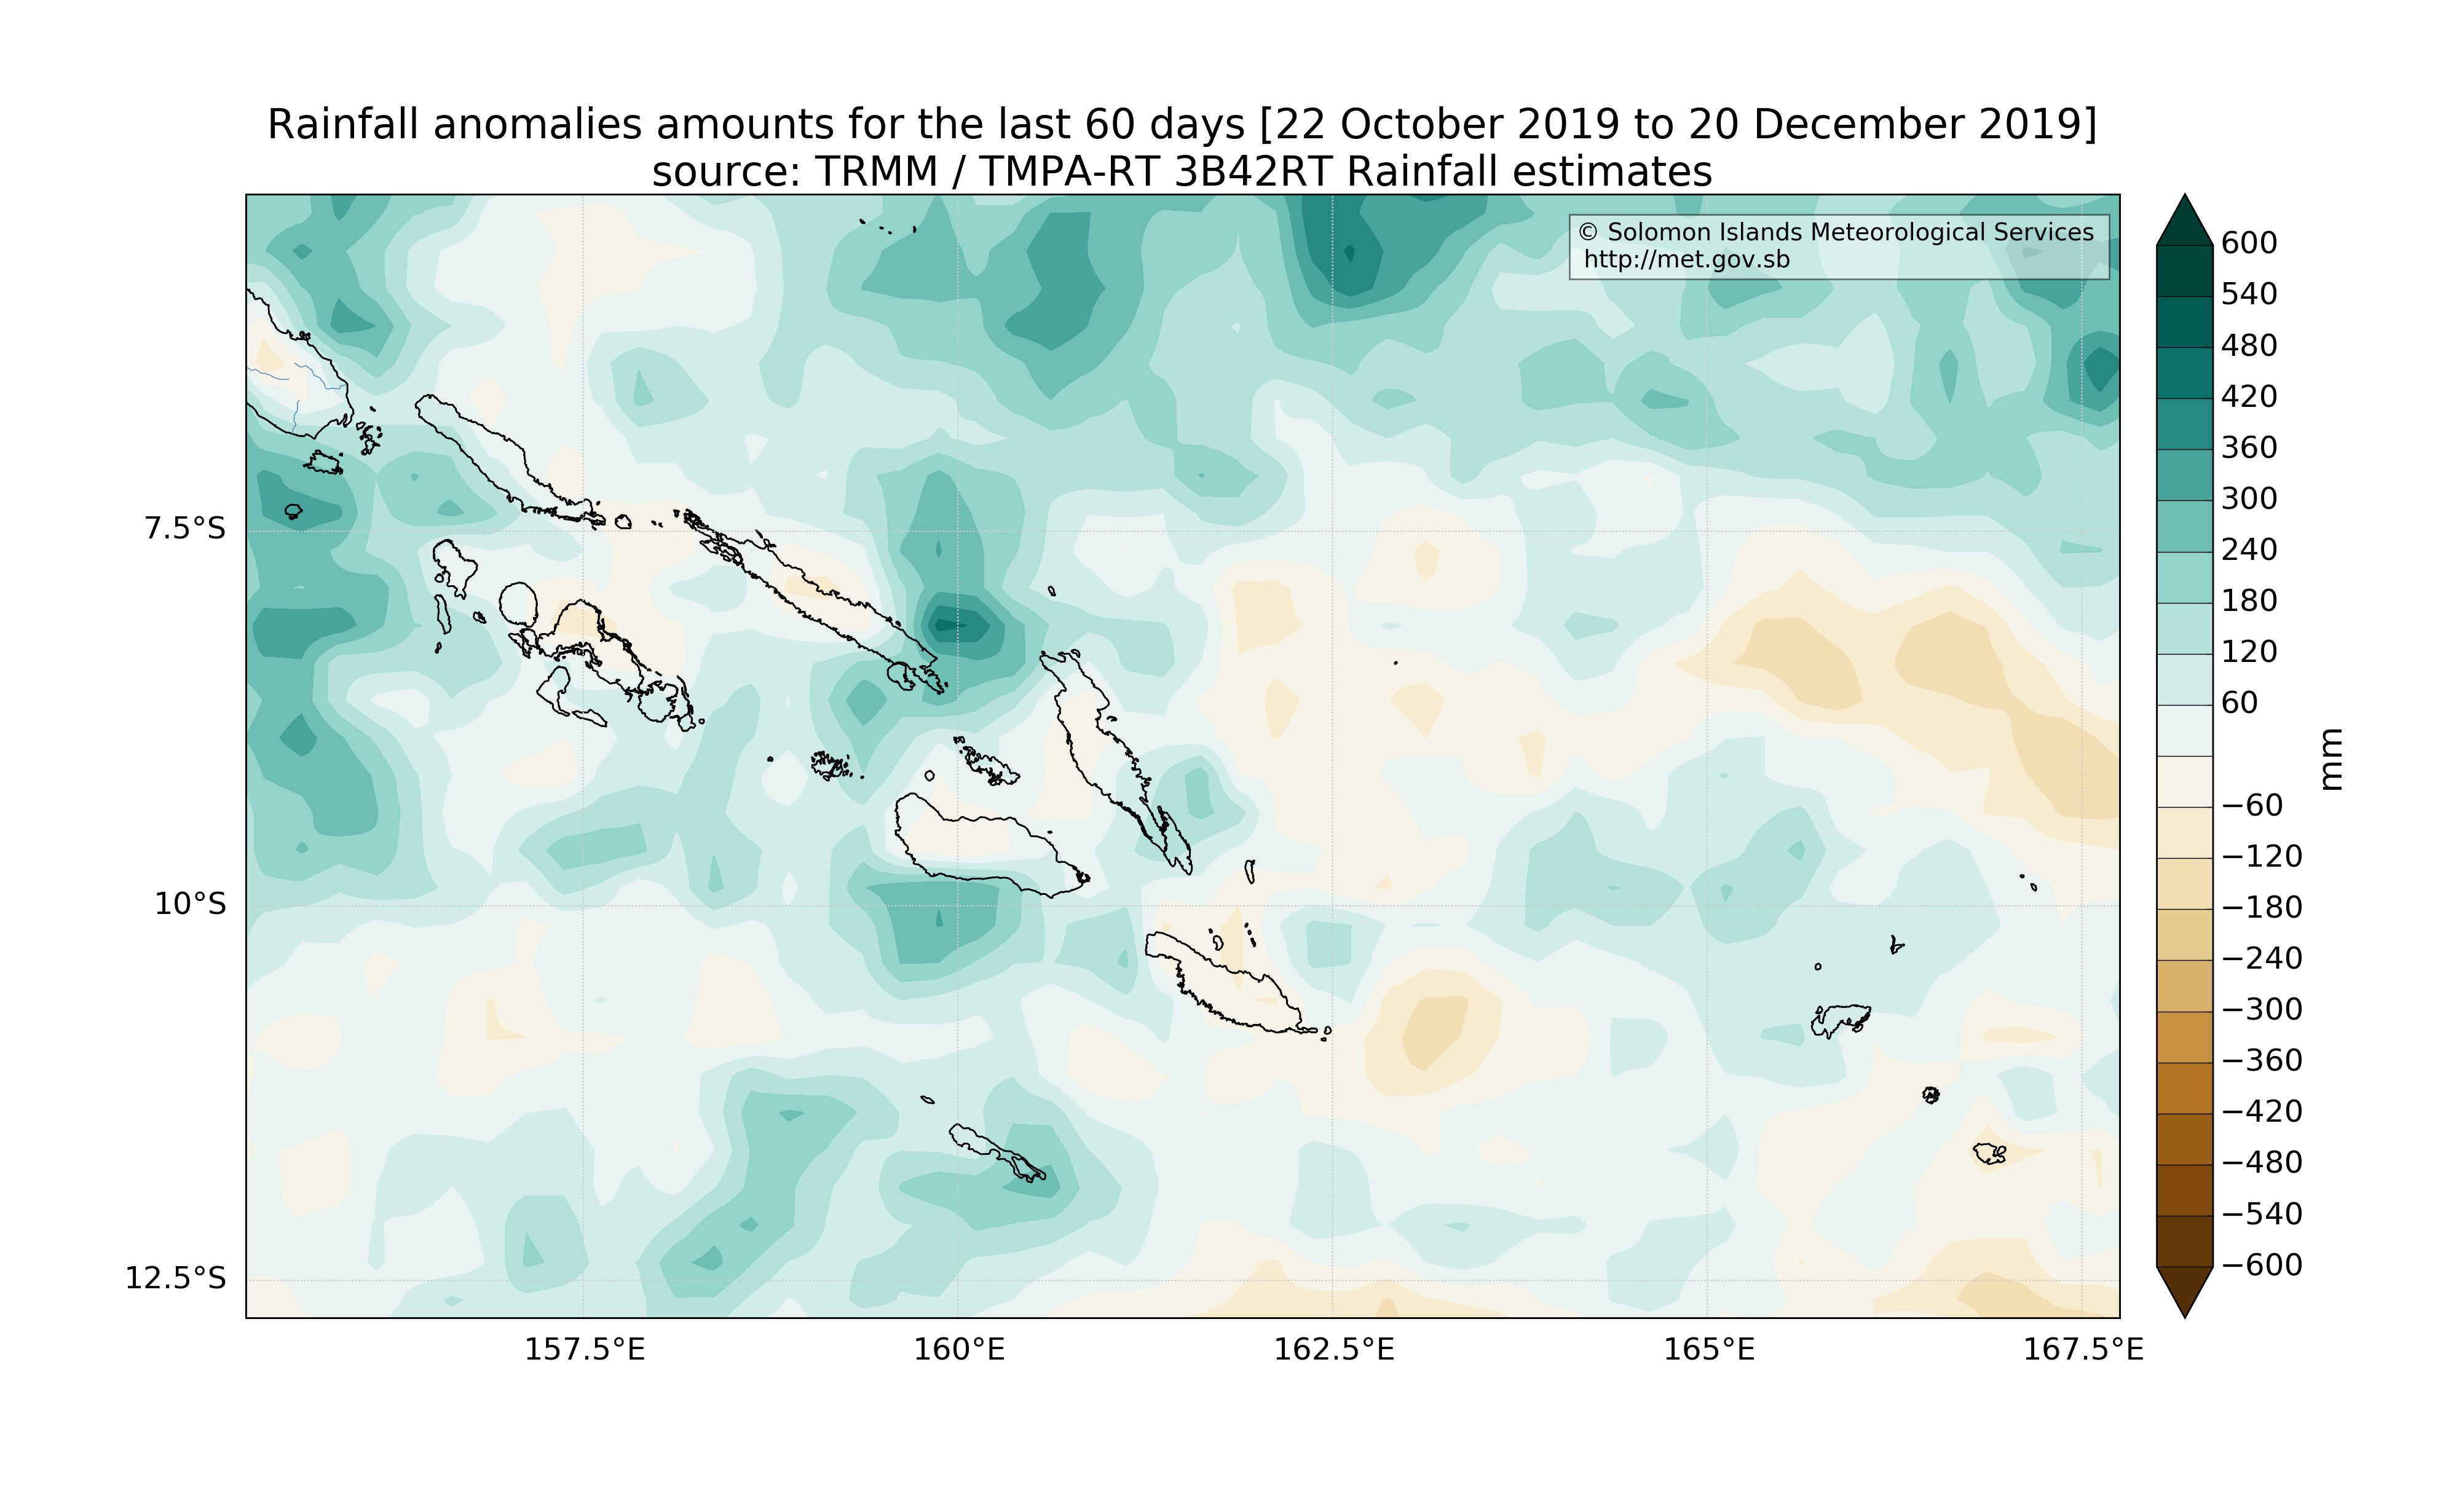 Rainfall anomalies amounts for the last 60 days [22 October 2019 to 20 December 2019]
source: TRMM / TMPA-RT 3B42RT Rainfall estimates
© Solomon Islands Meteorological Services
http://met.gov.sb
7.5°S
10°S
12.5°S
157.5°E
160°E
162.5°E
165°E
167.5°E
600
540
480
420
360
300
240
180
120
60
−60
−120
−180
−240
−300
−360
−420
−480
−540
−600
mm